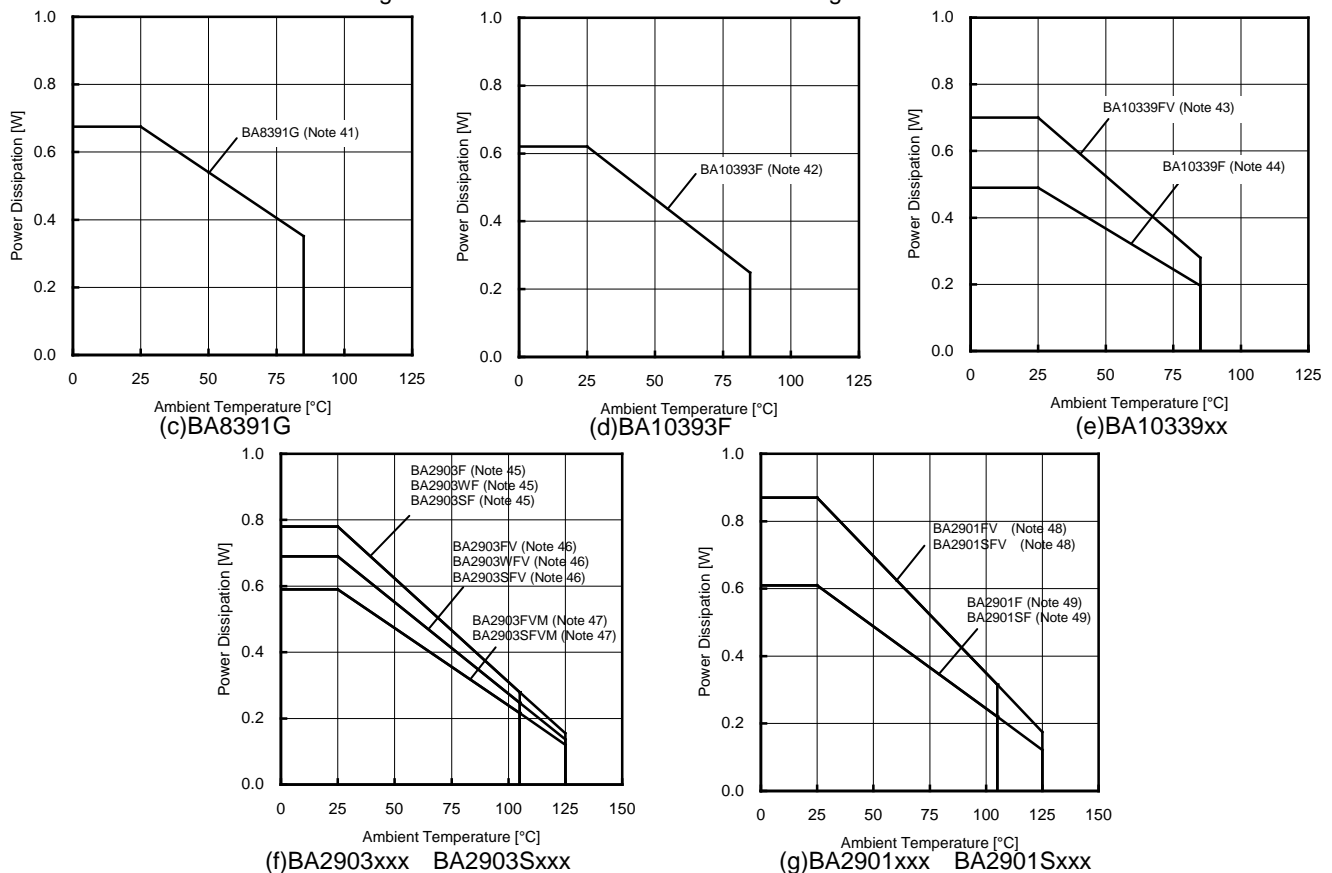 1.0
0.8
0.6
0.4
0.2
0.0
Power Dissipation [W]
BA8391G (Note 41)
0 25 50 75 100 125
Ambient Temperature [°C]
(c)BA8391G
1.0
0.8
0.6
0.4
0.2
0.0
Power Dissipation [W]
BA10393F (Note 42)
0 25 50 75 100 125
Ambient Temperature [°C]
(d)BA10393F
1.0
0.8
0.6
0.4
0.2
0.0
Power Dissipation [W]
BA10339FV (Note 43)
BA10339F (Note 44)
0 25 50 75 100 125
Ambient Temperature [°C]
(e)BA10339xx
1.0
0.8
0.6
0.4
0.2
0.0
Power Dissipation [W]
BA2903F (Note 45)
BA2903WF (Note 45)
BA2903SF (Note 45)
BA2903FV (Note 46)
BA2903WFV (Note 46)
BA2903SFV (Note 46)
BA2903FVM (Note 47)
BA2903SFVM (Note 47)
0 25 50 75 100 125 150
Ambient Temperature [°C]
(f)BA2903xxx BA2903Sxxx
1.0
0.8
0.6
0.4
0.2
0.0
Power Dissipation [W]
BA2901FV (Note 48)
BA2901SFV (Note 48)
BA2901F (Note 49)
BA2901SF (Note 49)
0 25 50 75 100 125 150
Ambient Temperature [°C]
(g)BA2901xxx BA2901Sxxx